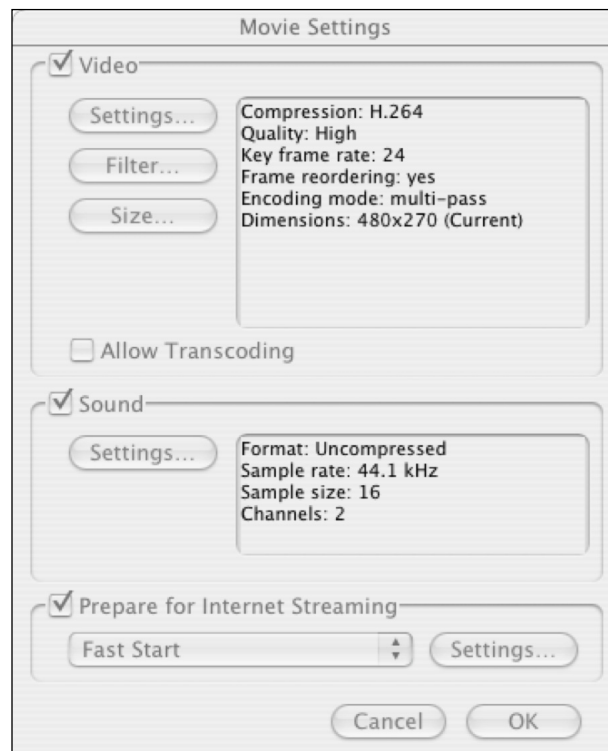 Movie Settings
Video
Settings...
Filter...
Size...
Compression: H.264
Quality: High
Key frame rate: 24
Frame reordering: yes
Encoding mode: multi-pass
Dimensions: 480x270 (Current)
Allow Transcoding
Sound
Settings...
Format: Uncompressed
Sample rate: 44.1 kHz
Sample size: 16
Channels: 2
Prepare for Internet Streaming
Fast Start
Settings...
Cancel
OK